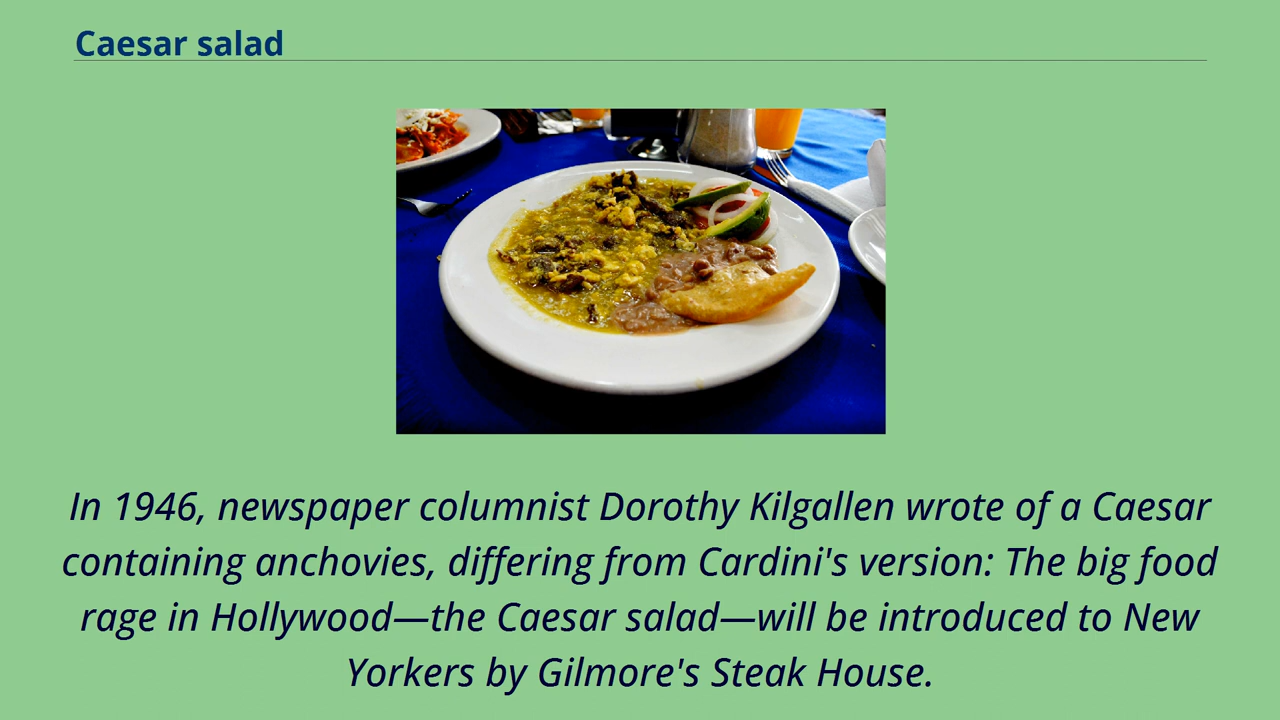 Caesar salad
In 1946, newspaper columnist Dorothy Kilgallen wrote of a Caesar
containing anchovies, differing from Cardini's version: The big food
rage in Hollywood—the Caesar salad—will be introduced to New
Yorkers by Gilmore's Steak House.